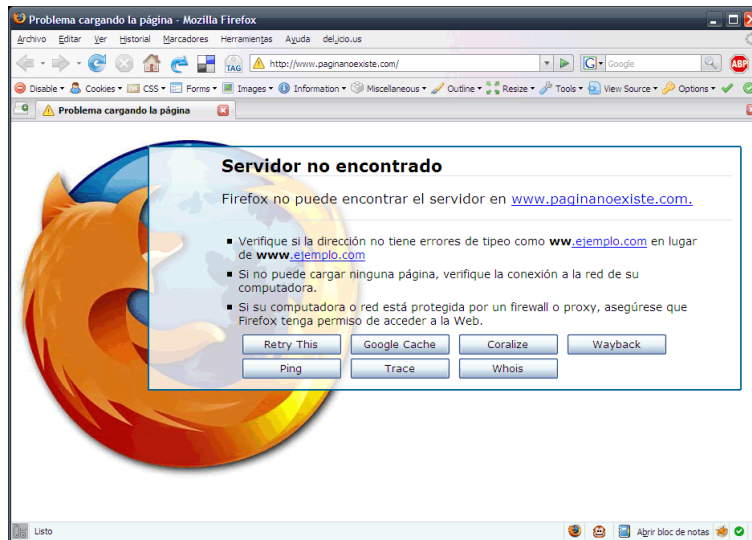 Problema cargando la página - Mozilla Firefox
Archivo Editar Ver Historial Marcadores Herramientas Ayuda del.icio.us
TAG http://www.paginanoexiste.com/ G Google ABP
Disable Cookies CSS Forms Images Information Miscellaneous Outline Resize Tools View Source Options
Problema cargando la página
Servidor no encontrado
Firefox no puede encontrar el servidor en www.paginanoexiste.com.
Verifique si la dirección no tiene errores de tipeo como ww.ejemplo.com en lugar
de www.ejemplo.com
Si no puede cargar ninguna página, verifique la conexión a la red de su
computadora.
Si su computadora o red está protegida por un firewall o proxy, asegúrese que
Firefox tenga permiso de acceder a la Web.
Retry This Google Cache Coralize Wayback
Ping Trace Whois
Listo Abrir bloc de notas